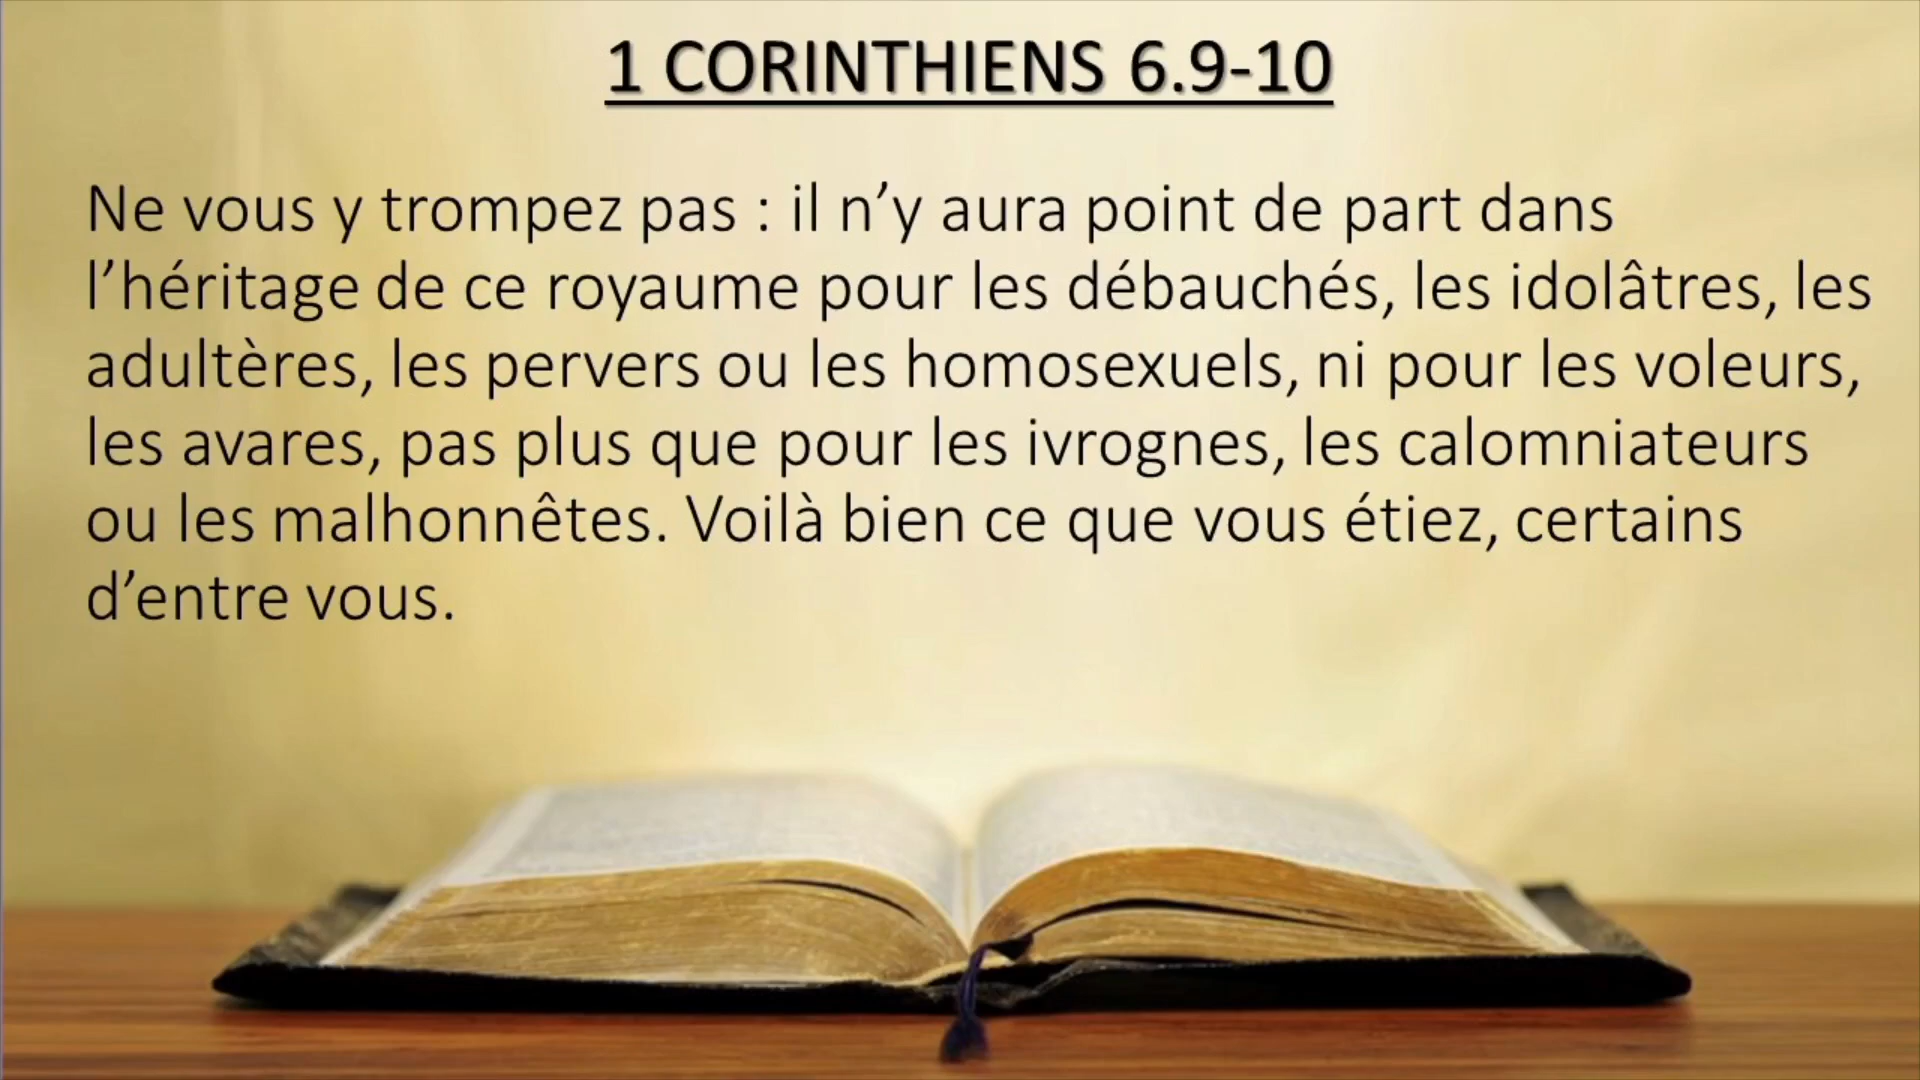 1 CORINTHIENS 6.9-10
Ne vous y trompez pas : il n’y aura point de part dans
l’héritage de ce royaume pour les débauchés, les idolâtres, les
adultères, les pervers ou les homosexuels, ni pour les voleurs,
les avares, pas plus que pour les ivrognes, les calomniateurs
ou les malhonnêtes. Voilà bien ce que vous étiez, certains
d’entre vous.